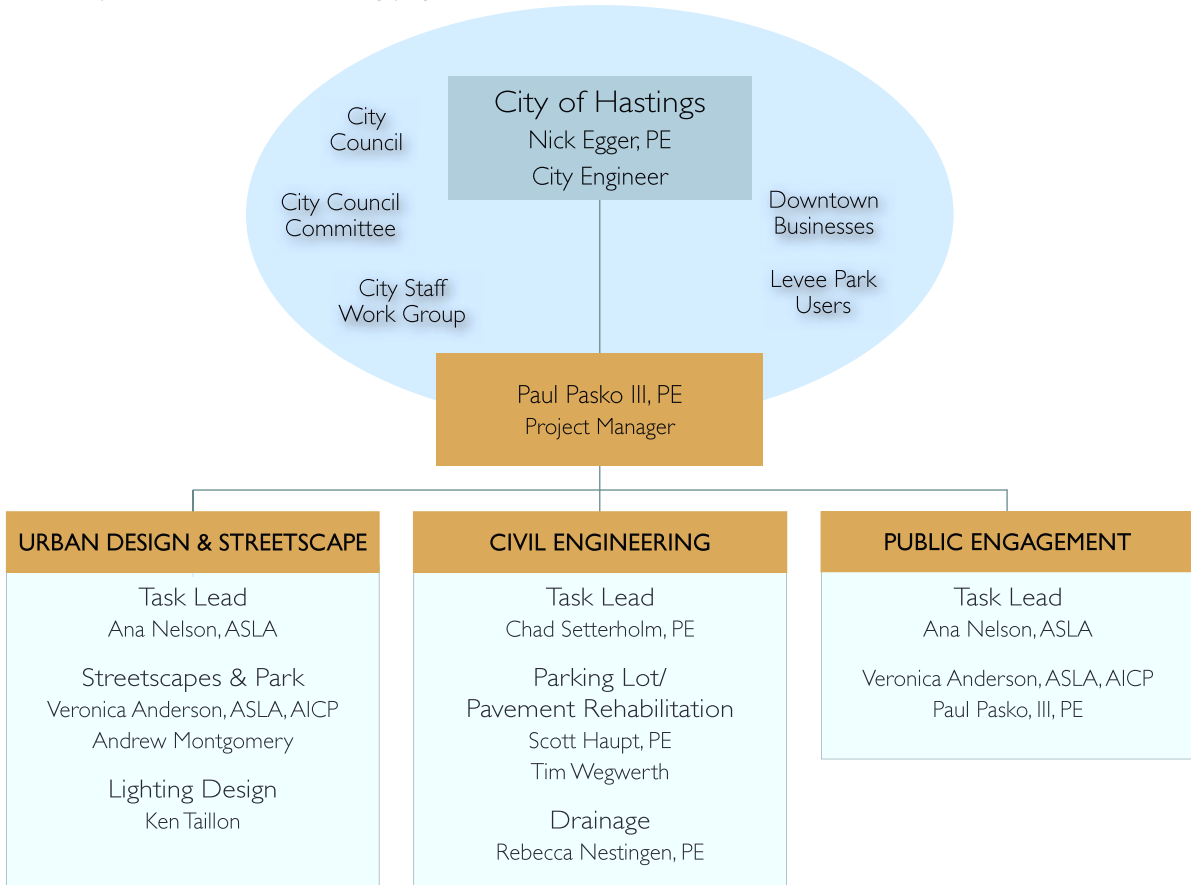 City of Hastings
Nick Egger, PE
City Engineer
City
Council
City Council
Committee
City Staff
Work Group
Downtown
Businesses
Levee Park
Users
Paul Pasko III, PE
Project Manager
URBAN DESIGN & STREETSCAPE
Task Lead
Ana Nelson, ASLA
Streetscapes & Park
Veronica Anderson, ASLA, AICP
Andrew Montgomery
Lighting Design
Ken Taillon
CIVIL ENGINEERING
Task Lead
Chad Setterholm, PE
Parking Lot/
Pavement Rehabilitation
Scott Haupt, PE
Tim Wegwerth
Drainage
Rebecca Nestingen, PE
PUBLIC ENGAGEMENT
Task Lead
Ana Nelson, ASLA
Veronica Anderson, ASLA, AICP
Paul Pasko, III, PE